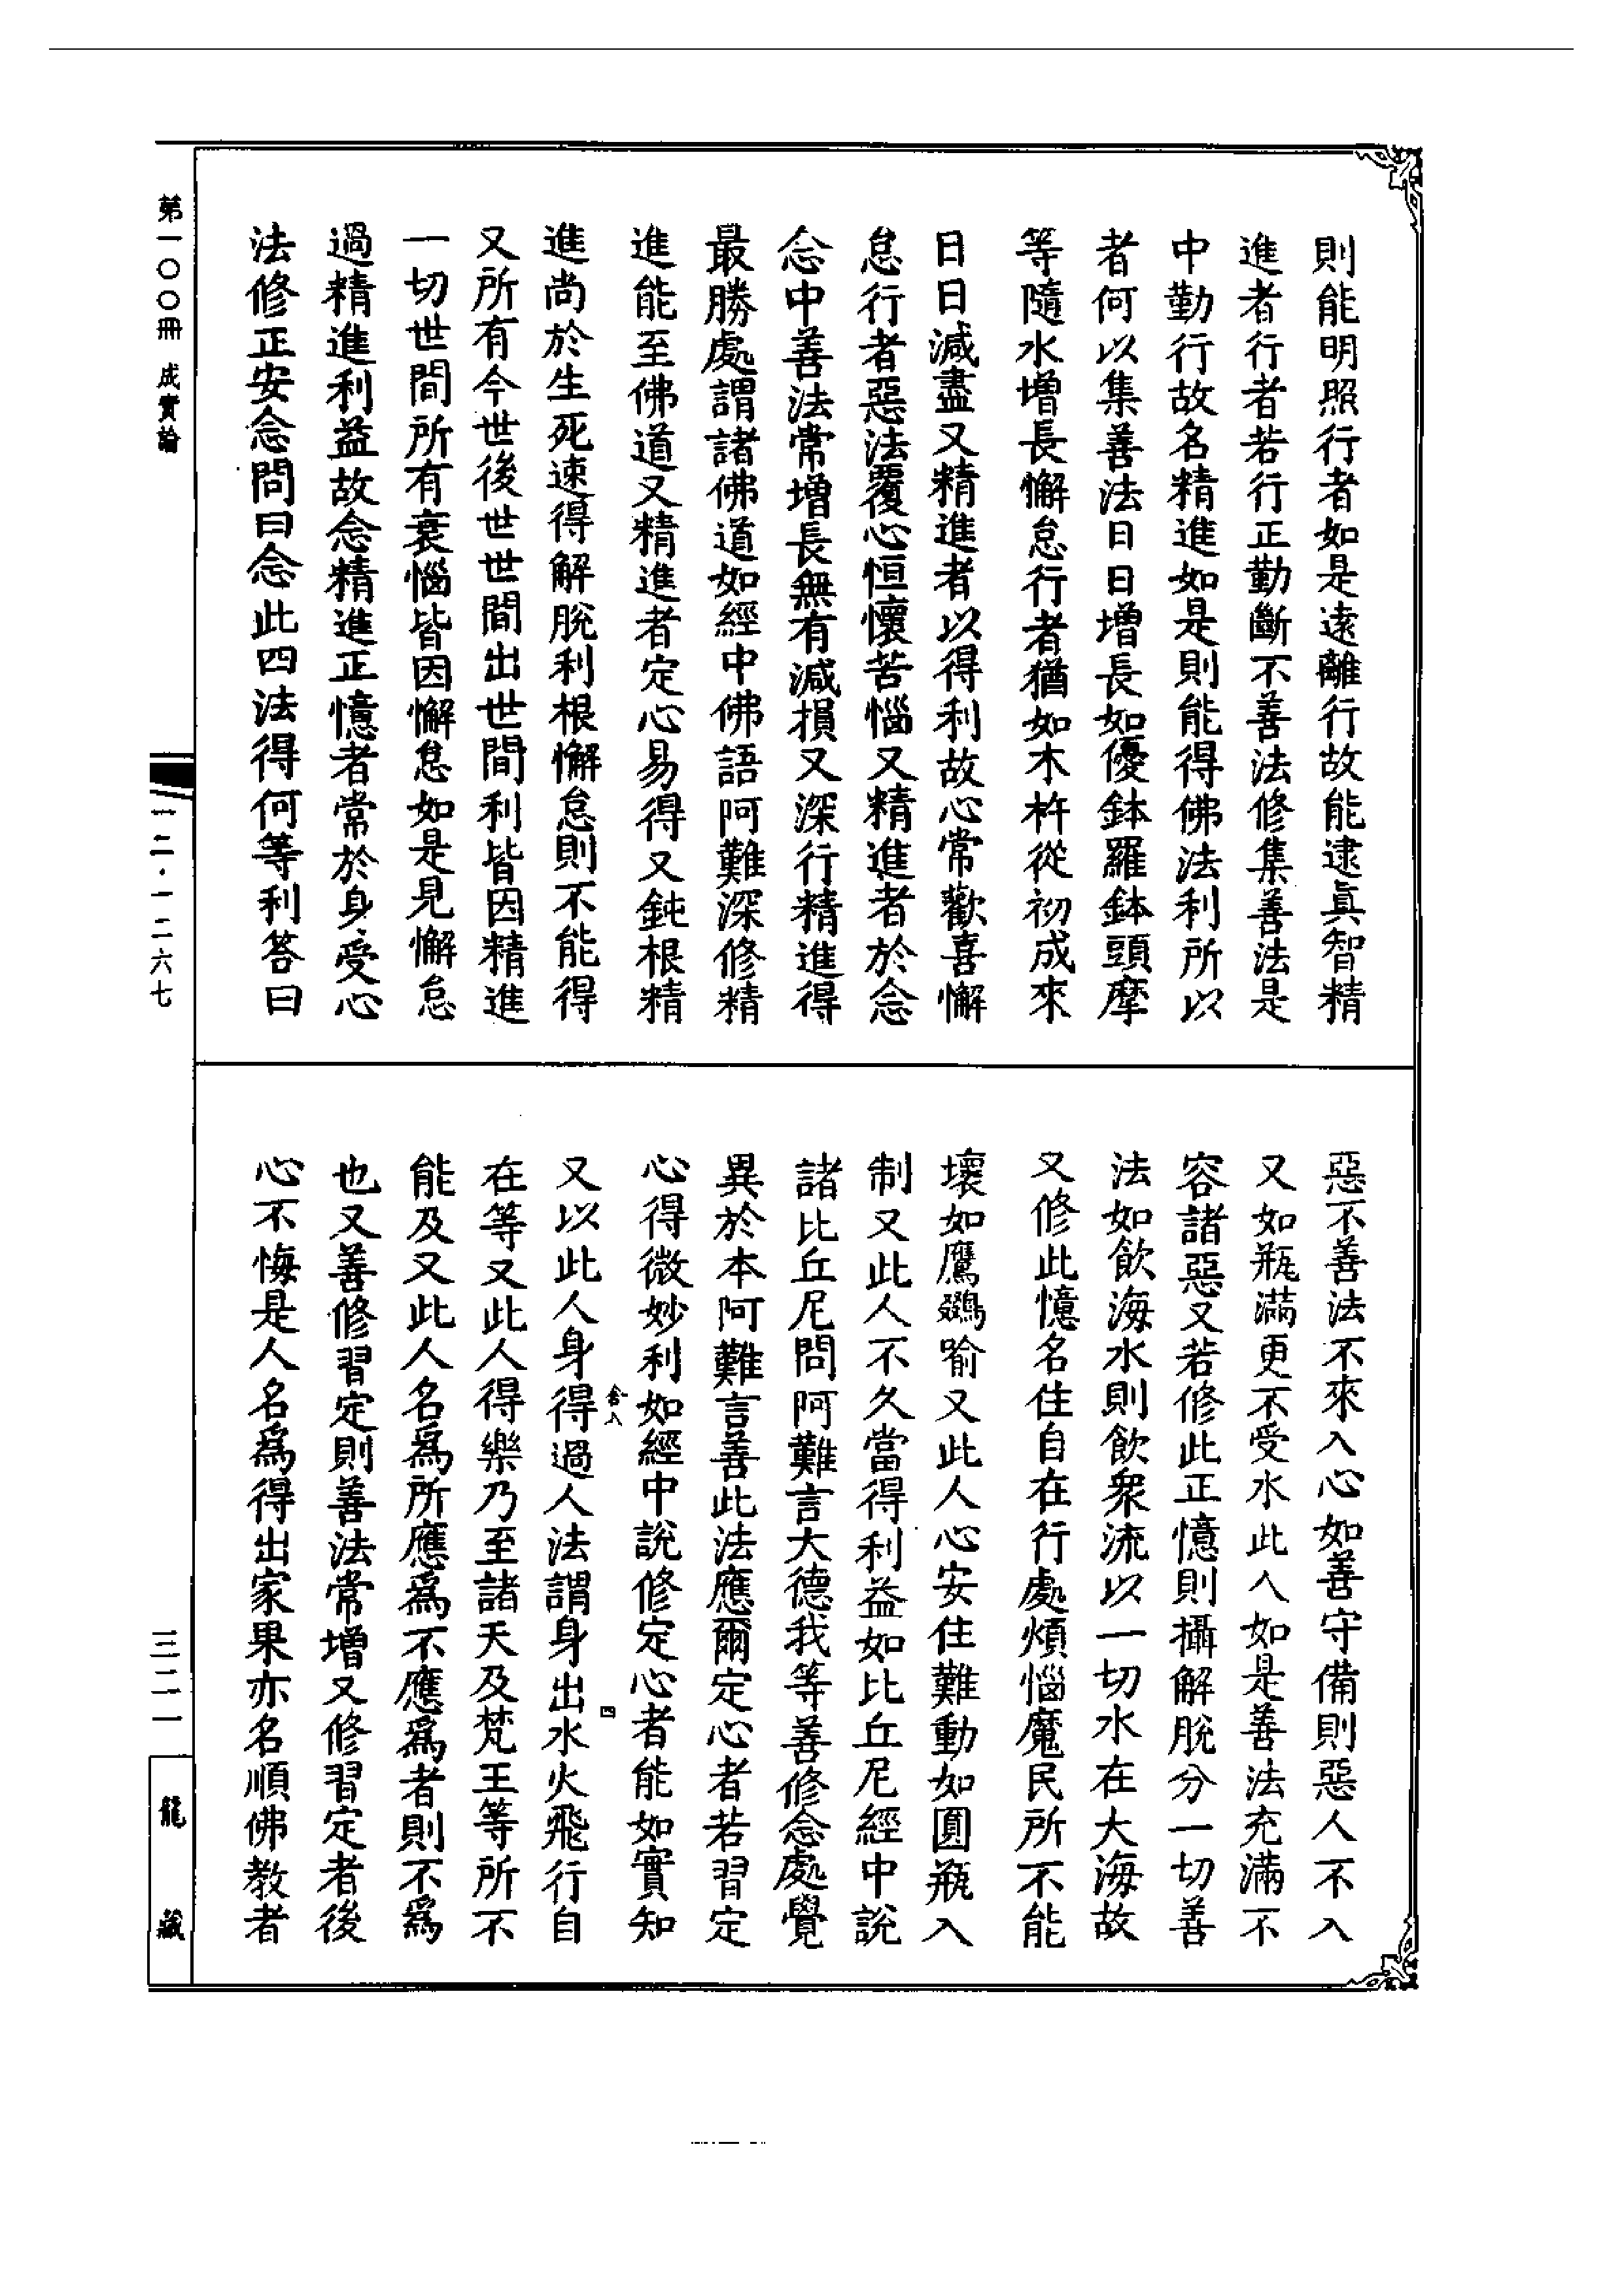 則能明照行者如是遠離行故能逮真智精
進者行者若行正勤斷不善法修集善法是
中勤行故名精進如是則能得佛法利所以
者何以集善法日日增長如優鉢羅鉢頭摩
等隨水增長懈怠行者猶如木杵從初成來
日日減盡又精進者以得利故心常歡喜懈
怠行者惡法覆心恒懷苦惱又精進者於念
念中善法常增長無有減損又深行精進得
最勝處謂諸佛道如經中佛語阿難深修精
進能至佛道又精進者定心易得又鈍根精
進尚於生死速得解脫利根懈怠則不能得
又所有今世後世世間出世間利皆因精進
一切世間所有衰惱皆因懈怠如是見懈怠
過精進利益故念精進正憶者常於身受心
法修正安念問曰念此四法得何等利答曰
惡不善法不來入心如善守備則惡人不入
又如瓶滿更不受水此人如是善法充滿不
容諸惡又若修此正憶則攝解脫分一切善
法如飲海水則飲眾流以一切水在大海故
又修此憶名住自在行處煩惱魔民所不能
壞如鷹鷃喻又此人心安住難動如圓瓶入
制又此人不久當得利益如比丘尼經中說
諸比丘尼問阿難言大德我等善修念處覺
異於本阿難言善此法應爾定心者若習定
心得微妙利如經中說修定心者能如實知
又以此人身得過人法謂身出水火飛行自
在等又此人得樂乃至諸天及梵王等所不
能及又此人名為所應為不應為者則不為
也又善修習定則善法常增又修習定者後
心不悔是人名為得出家果亦名順佛教者
舍八
四
第一〇〇冊 成實論
一二·一二六七
三二一
龍藏